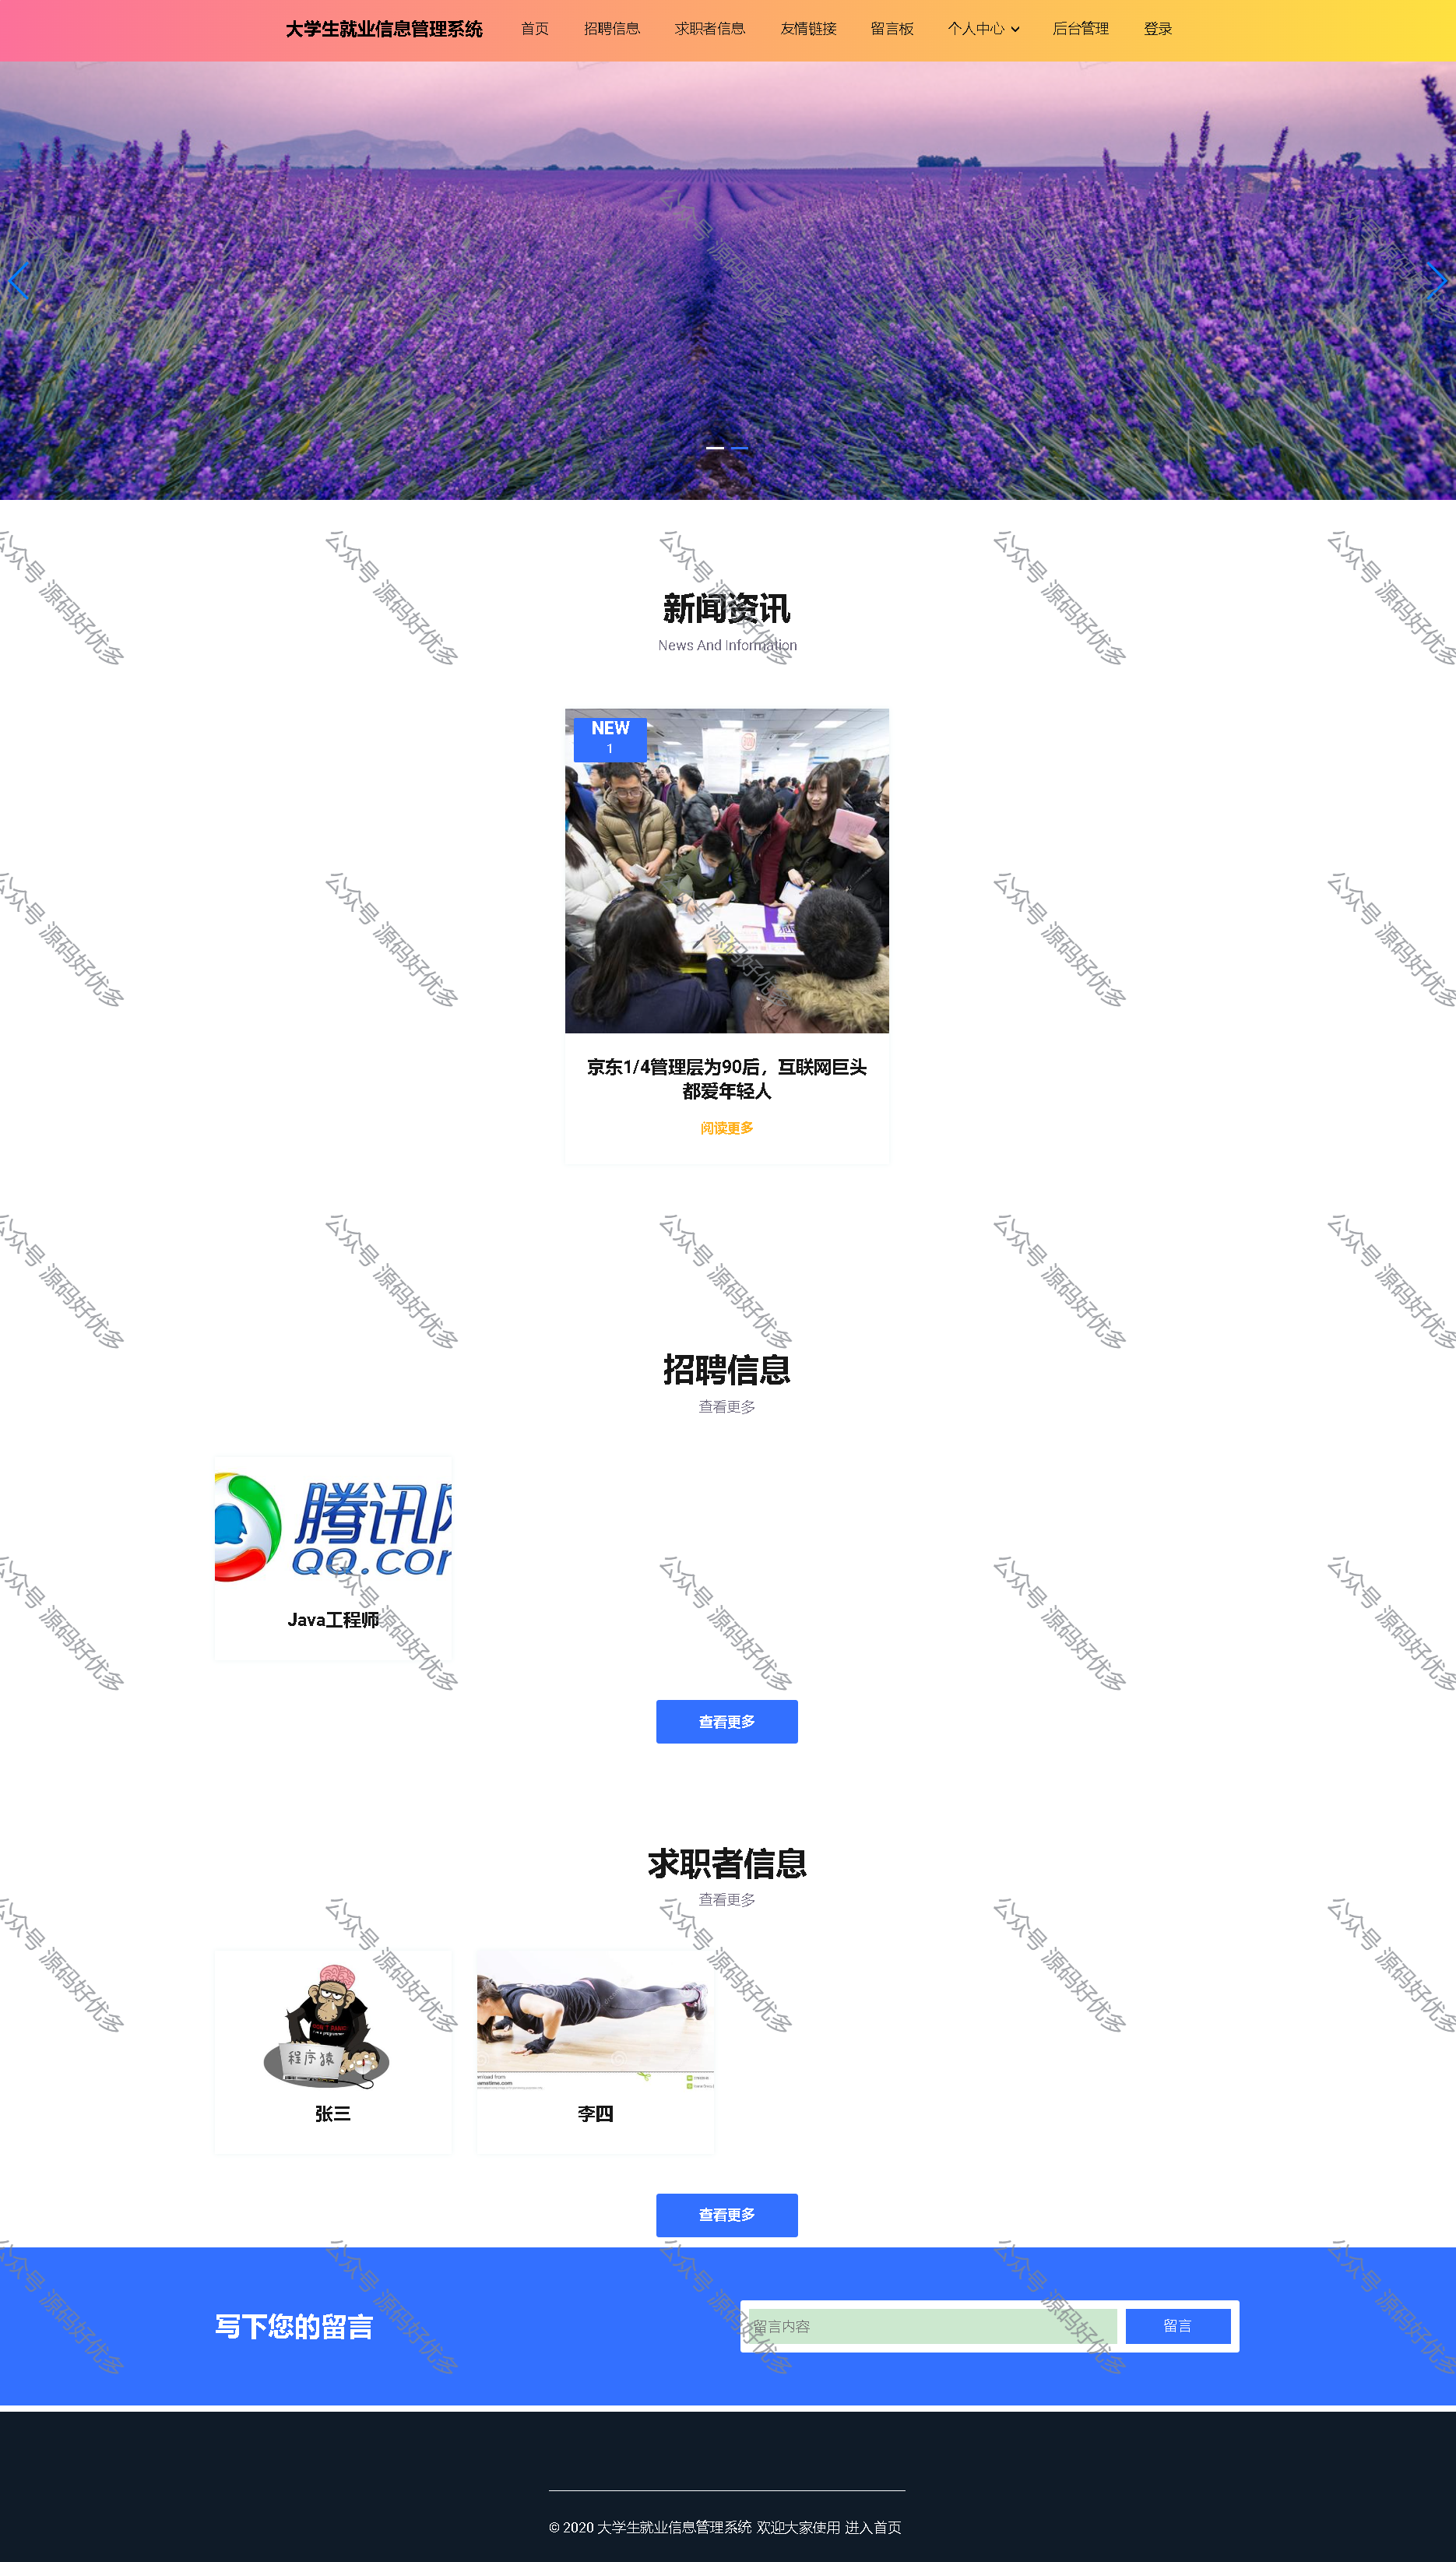 大学生就业信息管理系统 首页 招聘信息 求职者信息 友情链接 留言板 个人中心 后台管理 登录
公众号 源码好优多
新闻资讯
News And Information
NEW
1
京东1/4管理层为90后，互联网巨头
都爱年轻人
阅读更多
招聘信息
查看更多
腾讯网
QQ.com
Java工程师
查看更多
求职者信息
查看更多
DON'T PANIC
程序猿
张三
李四
查看更多
写下您的留言
留言内容
留言
© 2020 大学生就业信息管理系统 欢迎大家使用 进入首页